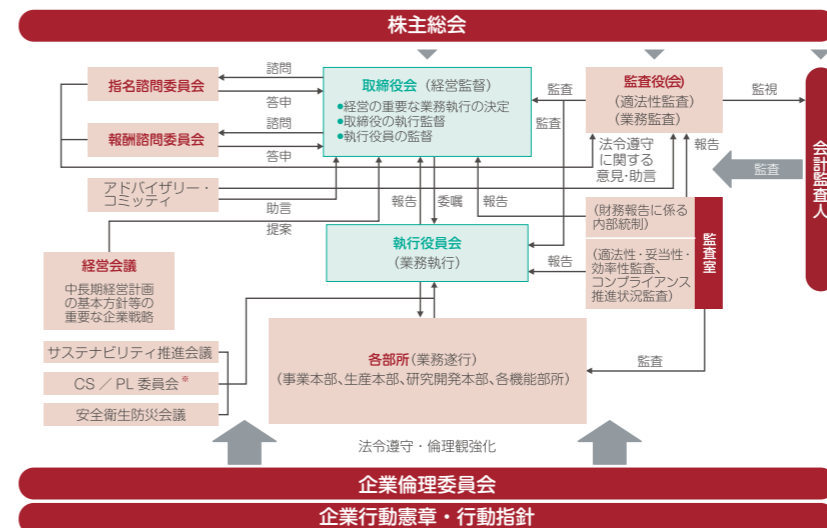 株主総会
指名諮問委員会
諮問
答申
報酬諮問委員会
諮問
答申
取締役会（経営監督）
●経営の重要な業務執行の決定
●取締役の執行監督
●執行役員の監督
監査
監査
監査役(会)
(適法性監査)
(業務監査)
監視
会計監査人
法令遵守
に関する
意見・助言
報告
監査
アドバイザリー・
コミッティ
助言
提案
報告
委嘱
報告
(財務報告に係る
内部統制)
監査室
経営会議
中長期経営計画
の基本方針等の
重要な企業戦略
執行役員会
(業務執行)
報告
(適法性・妥当性・
効率性監査、
コンプライアンス
推進状況監査)
サステナビリティ推進会議
CS／PL 委員会※
安全衛生防災会議
各部所(業務遂行)
(事業本部、生産本部、研究開発本部、各機能部所)
監査
法令遵守・倫理観強化
企業倫理委員会
企業行動憲章・行動指針